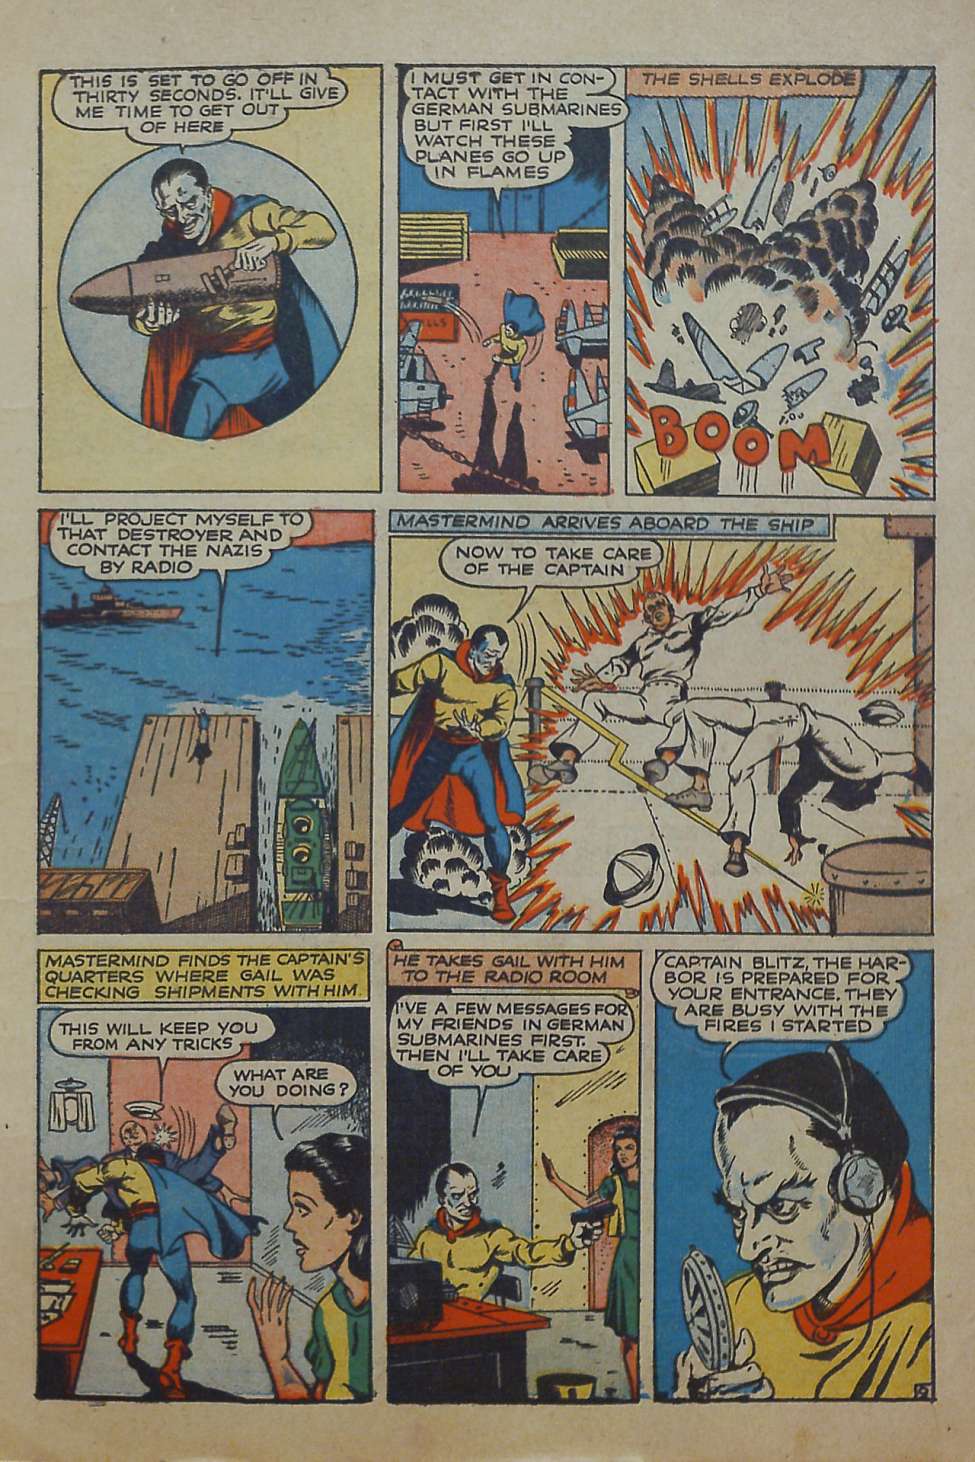 THIS IS SET TO GO OFF IN
THIRTY SECONDS. IT'LL GIVE
ME TIME TO GET OUT
OF HERE
I MUST GET IN CON-
TACT WITH THE
GERMAN SUBMARINES
BUT FIRST I'LL
WATCH THESE
PLANES GO UP
IN FLAMES
SHELLS
THE SHELLS EXPLODE
BOOM
I'LL PROJECT MYSELF TO
THAT DESTROYER AND
CONTACT THE NAZIS
BY RADIO
MASTERMIND ARRIVES ABOARD THE SHIP
NOW TO TAKE CARE
OF THE CAPTAIN
MASTERMIND FINDS THE CAPTAIN'S
QUARTERS WHERE GAIL WAS
CHECKING SHIPMENTS WITH HIM.
THIS WILL KEEP YOU
FROM ANY TRICKS
WHAT ARE
YOU DOING?
HE TAKES GAIL WITH HIM
TO THE RADIO ROOM
I'VE A FEW MESSAGES FOR
MY FRIENDS IN GERMAN
SUBMARINES FIRST.
THEN I'LL TAKE CARE
OF YOU
CAPTAIN BLITZ, THE HAR-
BOR IS PREPARED FOR
YOUR ENTRANCE. THEY
ARE BUSY WITH THE
FIRES I STARTED